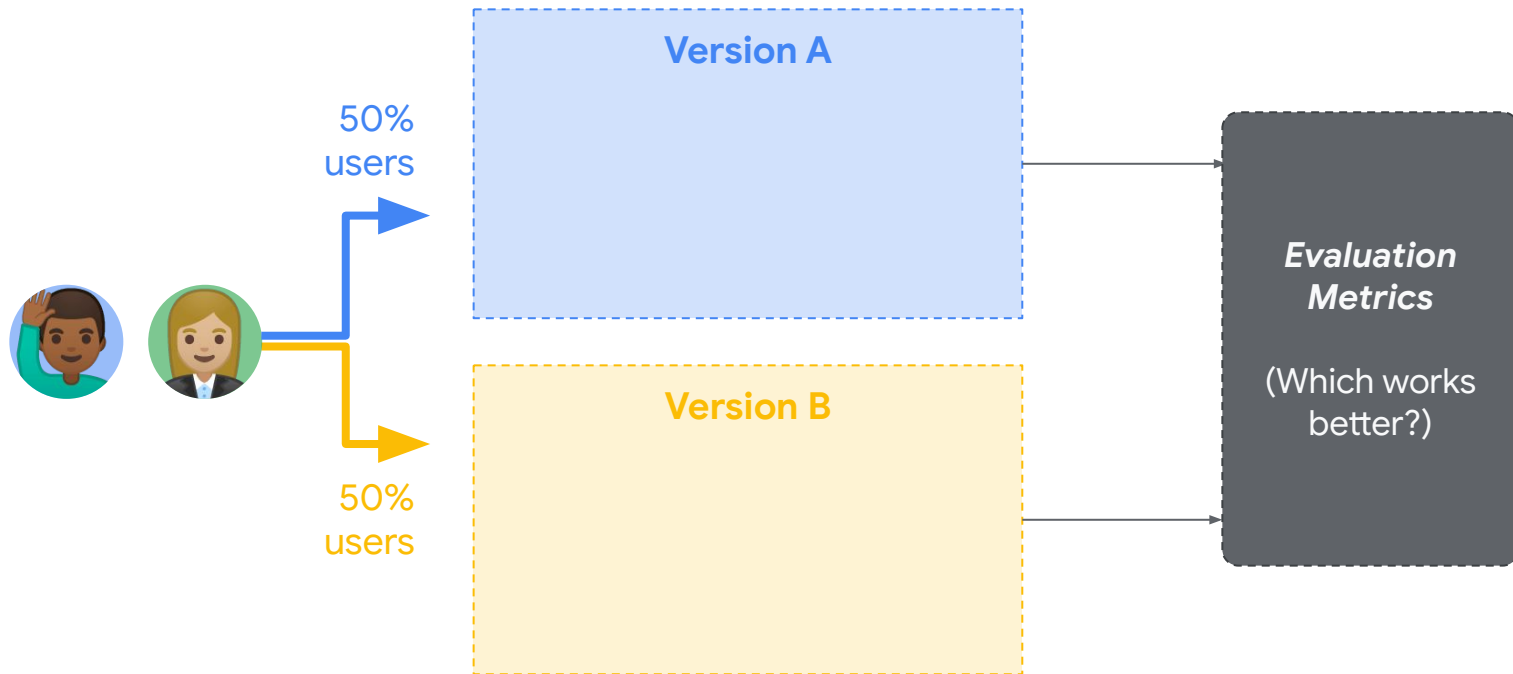 Version A
50%
users
Evaluation
Metrics
(Which works
better?)
Version B
50%
users